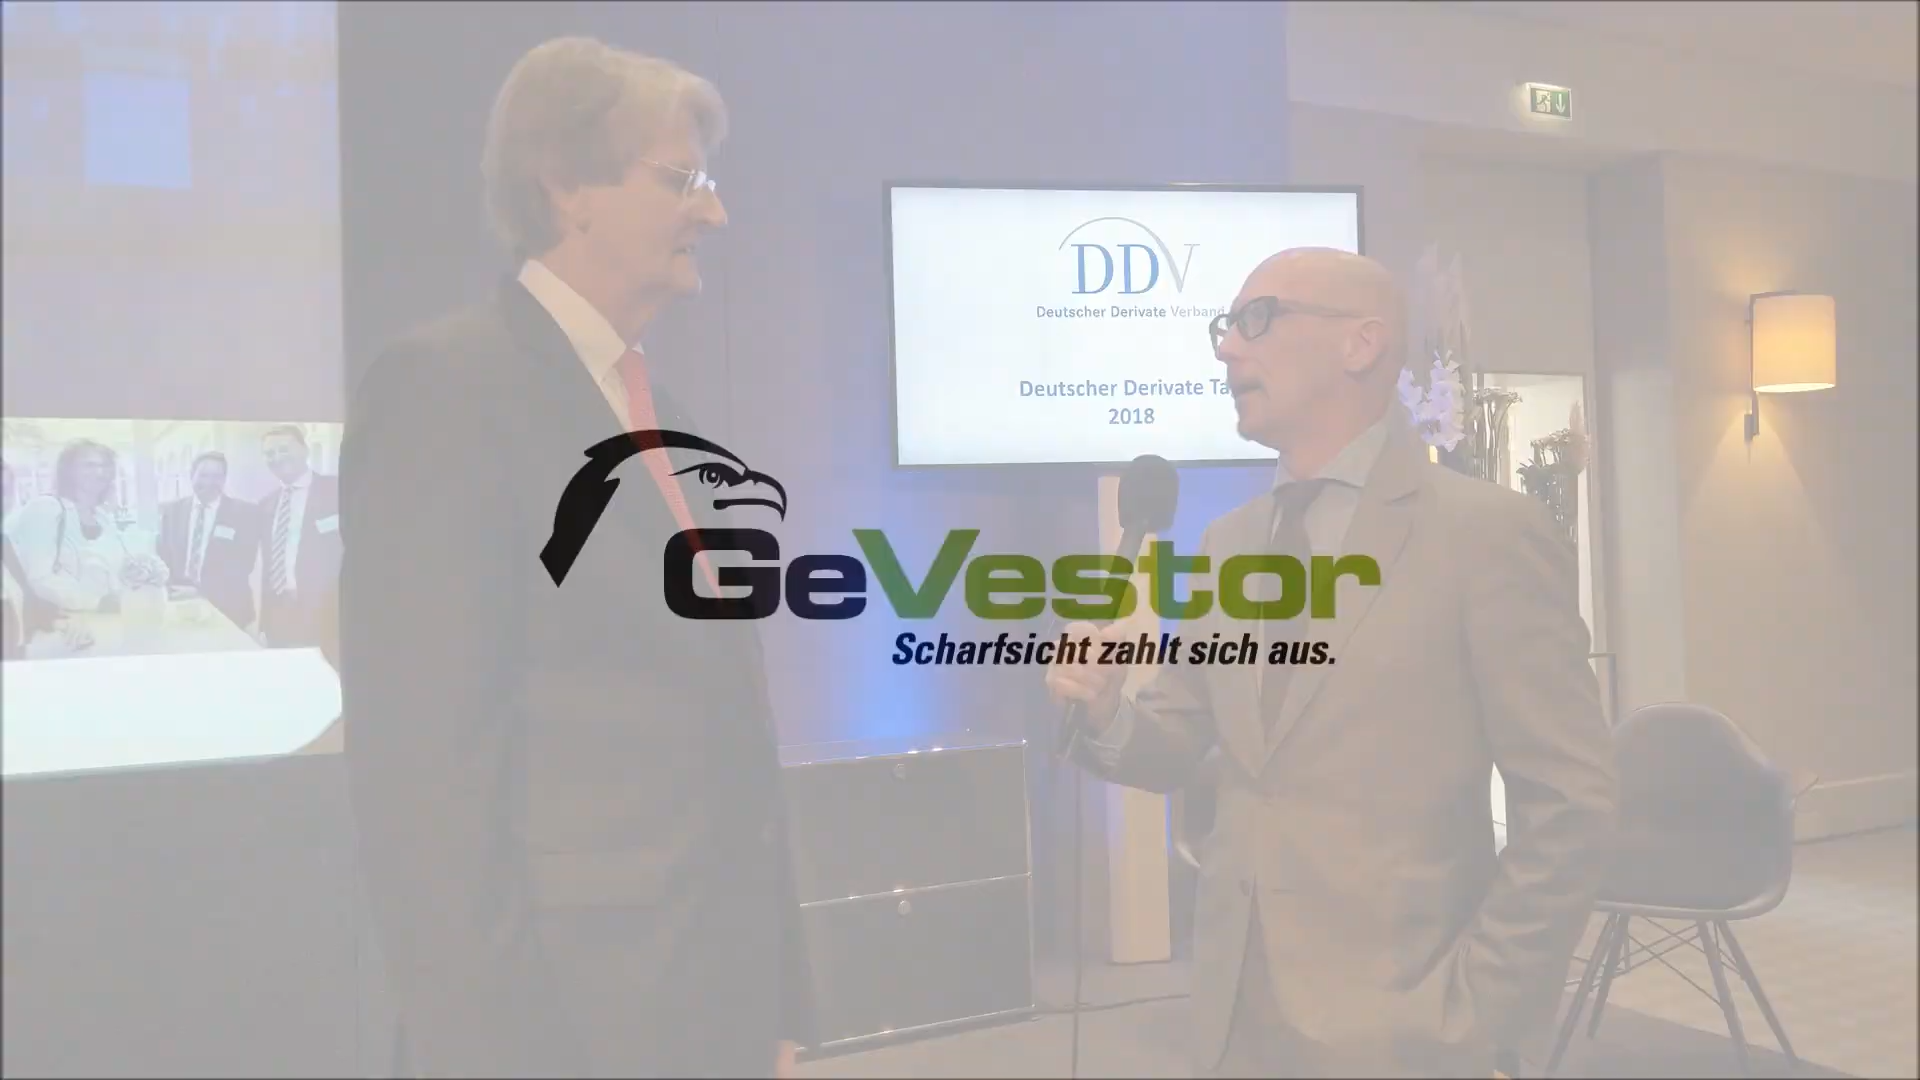 DDV
Deutscher Derivate Verband
Deutscher Derivate Ta
2018
GeVestor
Scharfsicht zahlt sich aus.